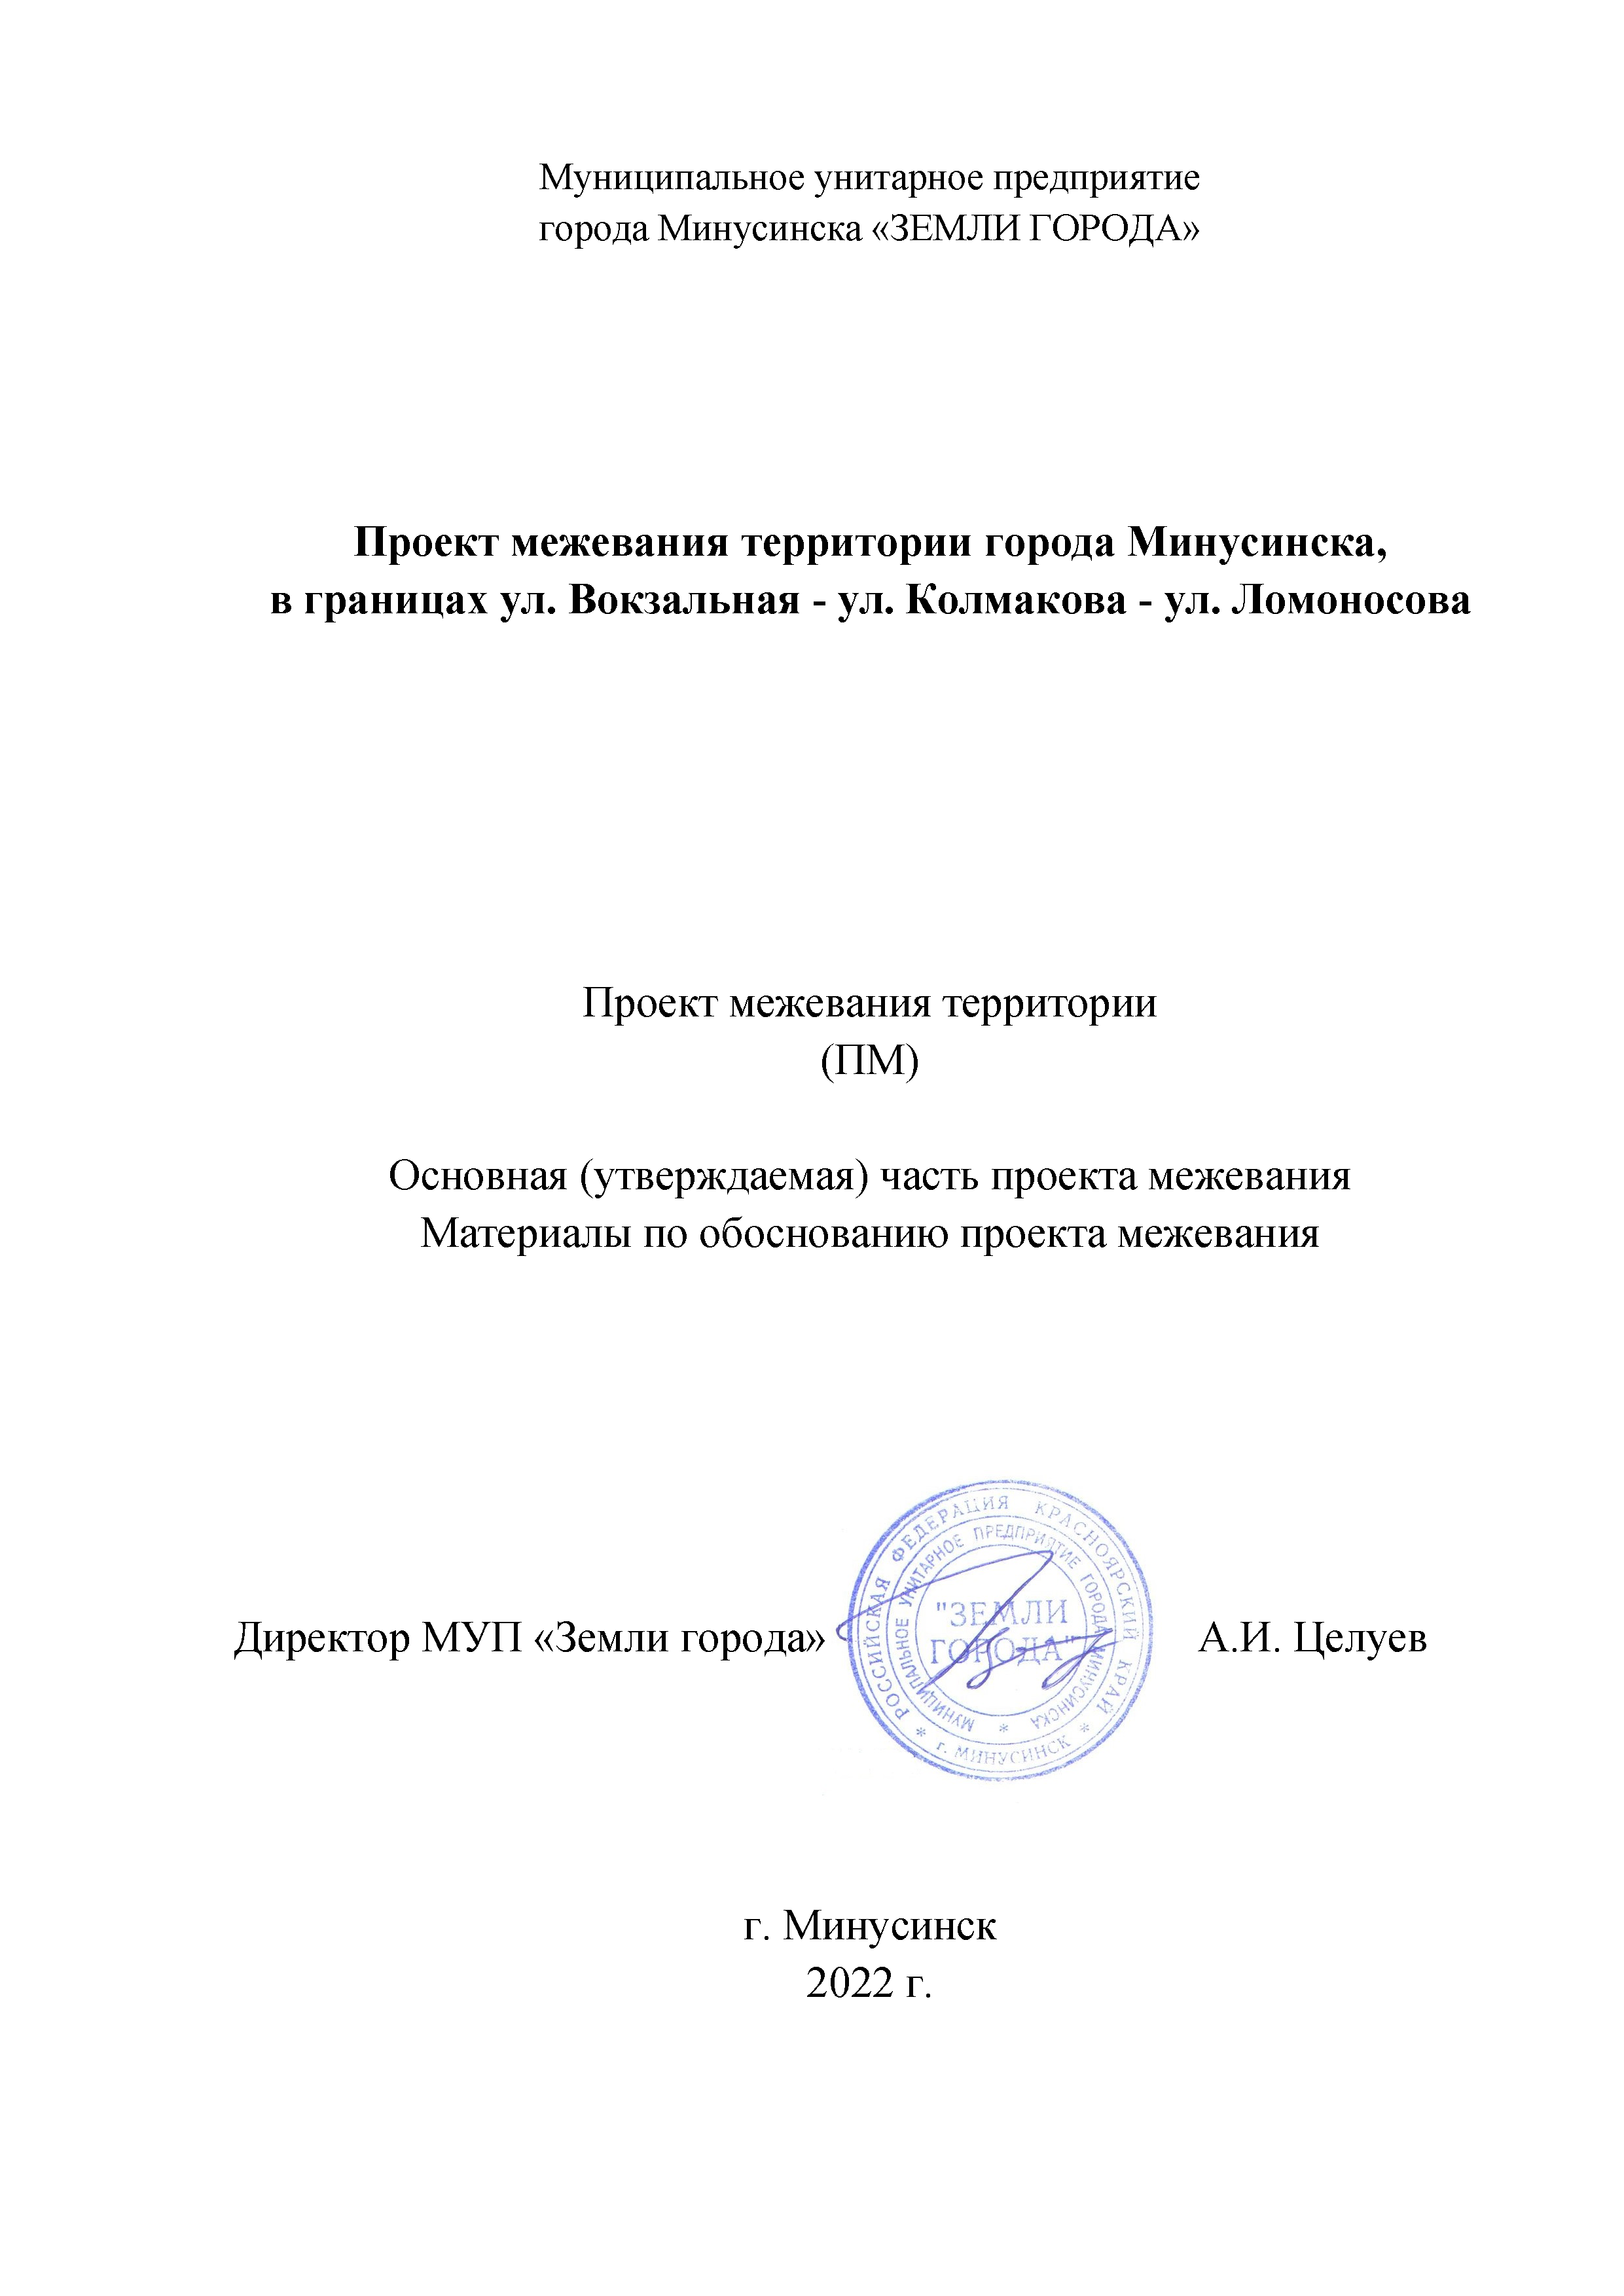 Муниципальное унитарное предприятие
города Минусинска «ЗЕМЛИ ГОРОДА»
Проект межевания территории города Минусинска,
в границах ул. Вокзальная - ул. Колмакова - ул. Ломоносова
Проект межевания территории
(ПМ)
Основная (утверждаемая) часть проекта межевания
Материалы по обоснованию проекта межевания
Директор МУП «Земли города»
* РОССИЙСКАЯ ФЕДЕРАЦИЯ КРАСНОЯРСКИЙ КРАЙ *
г. МИНУСИНСК
МУНИЦИПАЛЬНОЕ УНИТАРНОЕ ПРЕДПРИЯТИЕ ГОРОДА МИНУСИНСКА *
"ЗЕМЛИ
ГОРОДА"
А.И. Целуев
г. Минусинск
2022 г.